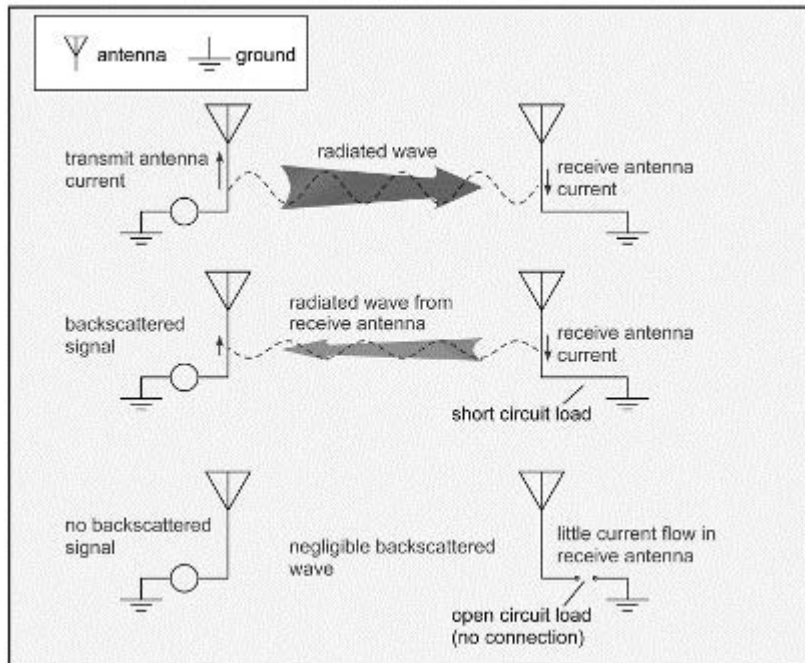 antenna
ground
transmit antenna
current
radiated wave
receive antenna
current
backscattered
signal
radiated wave from
receive antenna
receive antenna
current
short circuit load
no backscattered
signal
negligible backscattered
wave
little current flow in
receive antenna
open circuit load
(no connection)